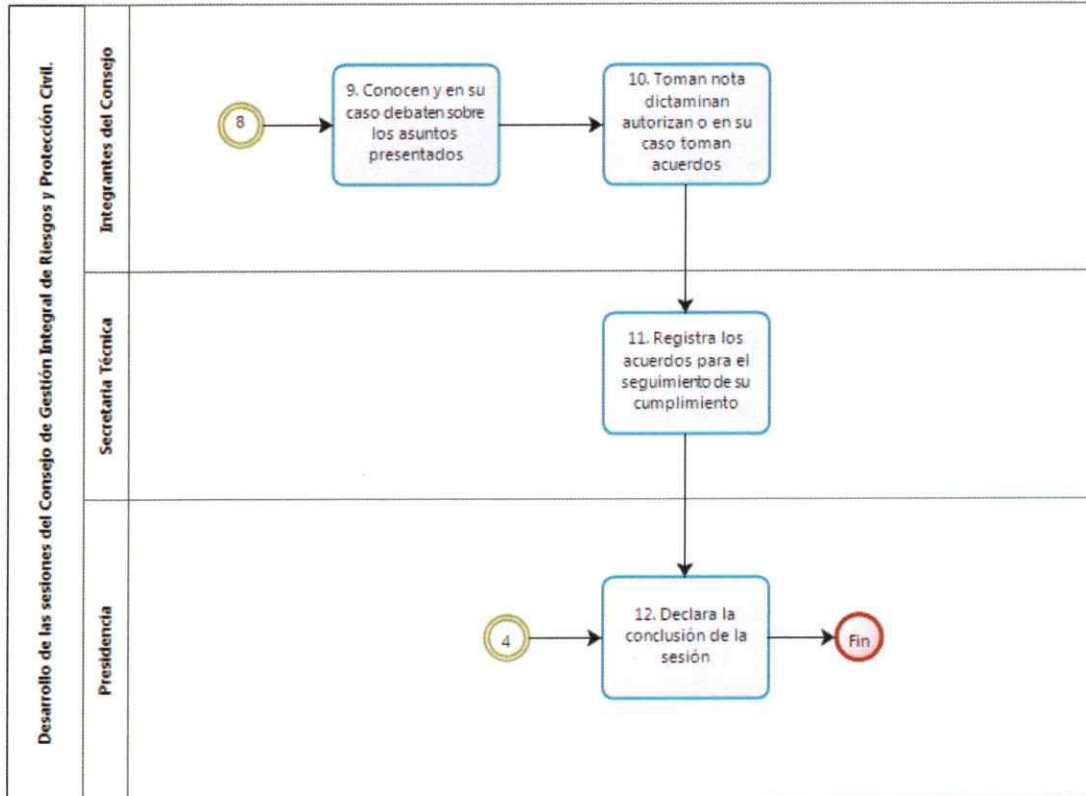 Desarrollo de las sesiones del Consejo de Gestión Integral de Riesgos y Protección Civil.
Integrantes del Consejo
8
9. Conocen y en su
caso debaten sobre
los asuntos
presentados
10. Toman nota
dictaminan
autorizan o en su
caso toman
acuerdos
Secretaria Técnica
11. Registra los
acuerdos para el
seguimiento de su
cumplimiento
Presidencia
4
12. Declara la
conclusión de la
sesión
Fin